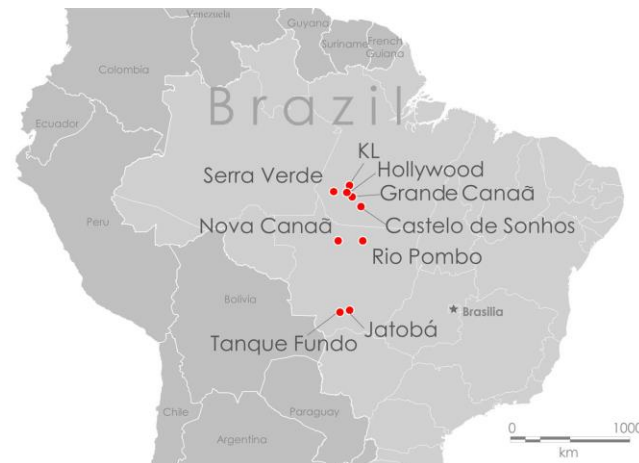 Venezuela
Guyana
Suriname
French
Guiana
Colombia
Ecuador
Brazil
KL
Hollywood
Serra Verde
Grande Canaã
Castelo de Sonhos
Peru
Nova Canaã
Rio Pombo
Bolivia
Brasilia
Jatobá
Tanque Fundo
Chile
Paraguay
Argentina
0 1000
km